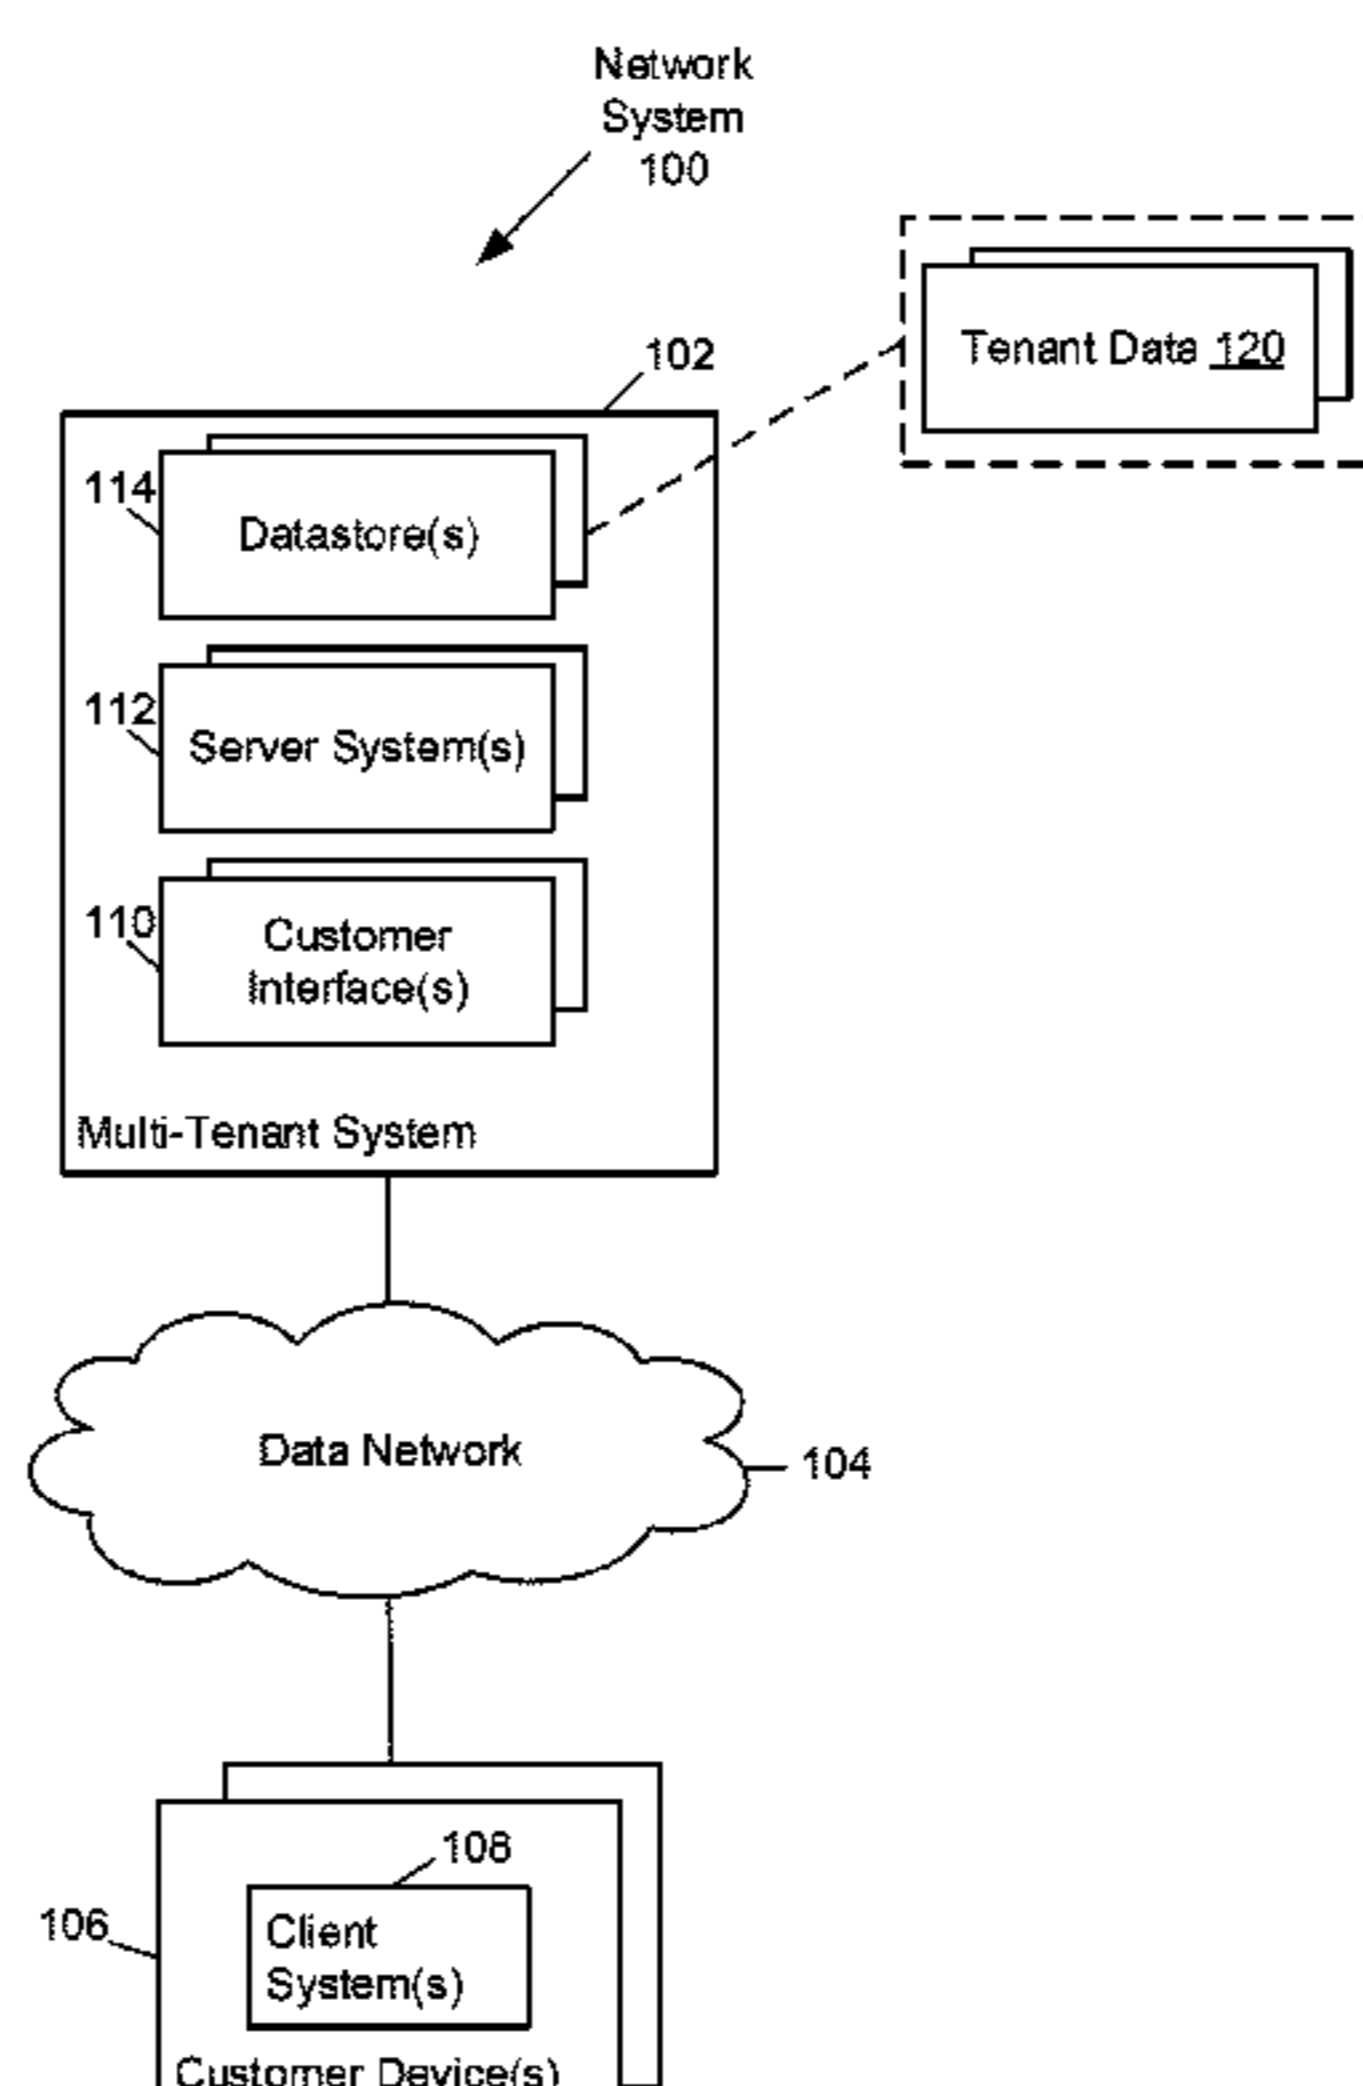 Network
System
100
102
Tenant Data 120
114
Datastore(s)
112
Server System(s)
110
Customer
Interface(s)
Multi-Tenant System
Data Network
104
108
106
Client
System(s)
Customer Device(s)